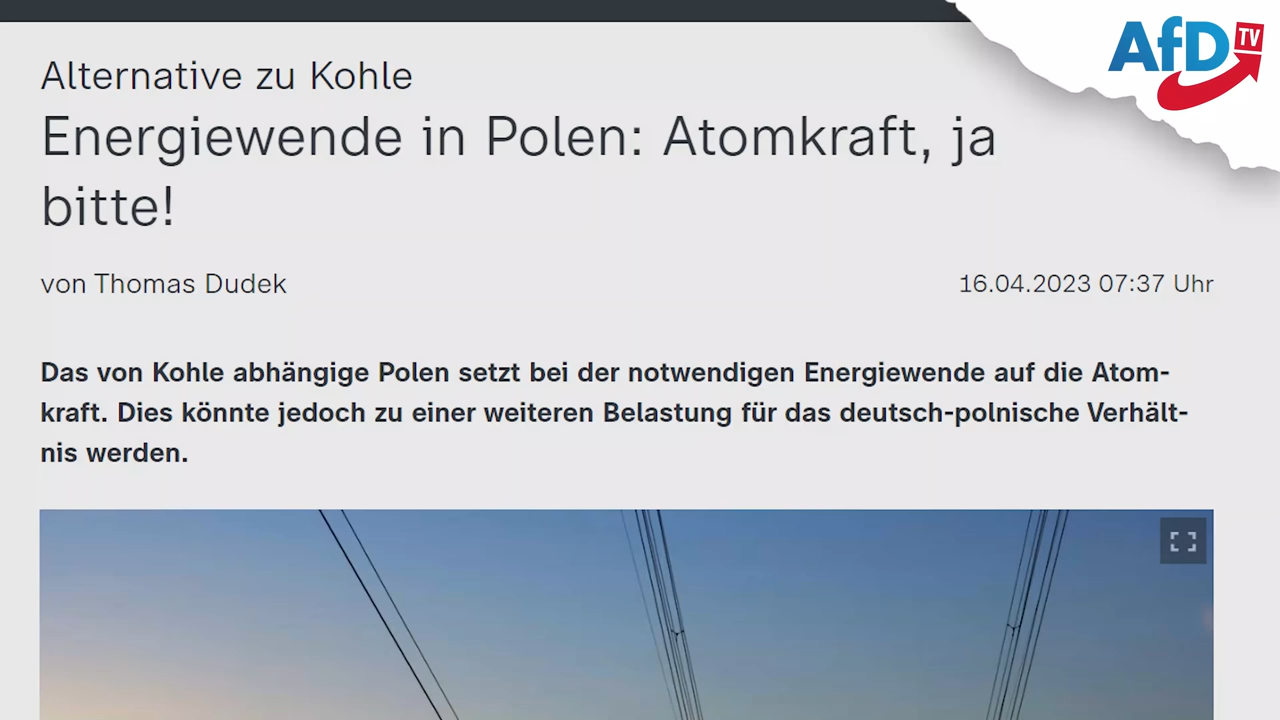 AfD TV
Alternative zu Kohle
Energiewende in Polen: Atomkraft, ja
bitte!
von Thomas Dudek
16.04.2023 07:37 Uhr
Das von Kohle abhängige Polen setzt bei der notwendigen Energiewende auf die Atom-
kraft. Dies könnte jedoch zu einer weiteren Belastung für das deutsch-polnische Verhält-
nis werden.